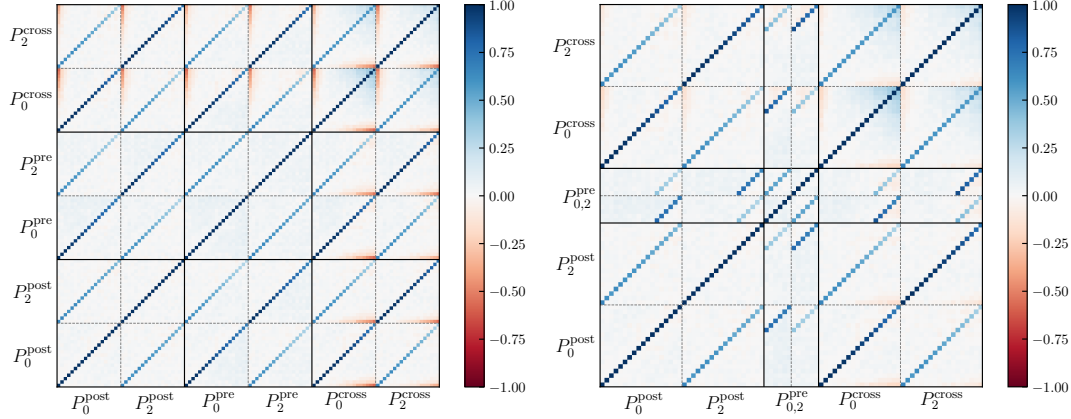 P_2^cross
P_0^cross
P_2^pre
P_0^pre
P_2^post
P_0^post
P_0^post P_2^post P_0^pre P_2^pre P_0^cross P_2^cross
1.00
0.75
0.50
0.25
0.00
−0.25
−0.50
−0.75
−1.00
P_2^cross
P_0^cross
P_{0,2}^pre
P_2^post
P_0^post
P_0^post P_2^post P_{0,2}^pre P_0^cross P_2^cross
1.00
0.75
0.50
0.25
0.00
−0.25
−0.50
−0.75
−1.00